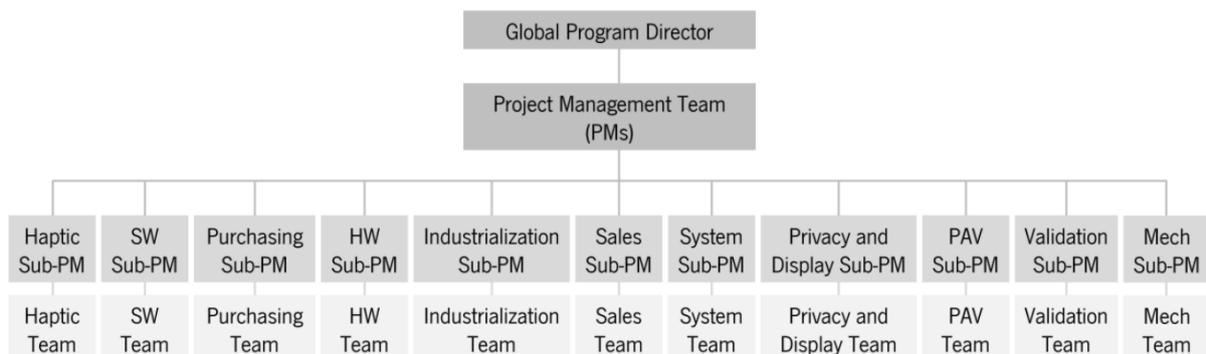 Global Program Director
Project Management Team
(PMs)
Haptic
Sub-PM
SW
Sub-PM
Purchasing
Sub-PM
HW
Sub-PM
Industrialization
Sub-PM
Sales
Sub-PM
System
Sub-PM
Privacy and
Display Sub-PM
PAV
Sub-PM
Validation
Sub-PM
Mech
Sub-PM
Haptic
Team
SW
Team
Purchasing
Team
HW
Team
Industrialization
Team
Sales
Team
System
Team
Privacy and
Display Team
PAV
Team
Validation
Team
Mech
Team